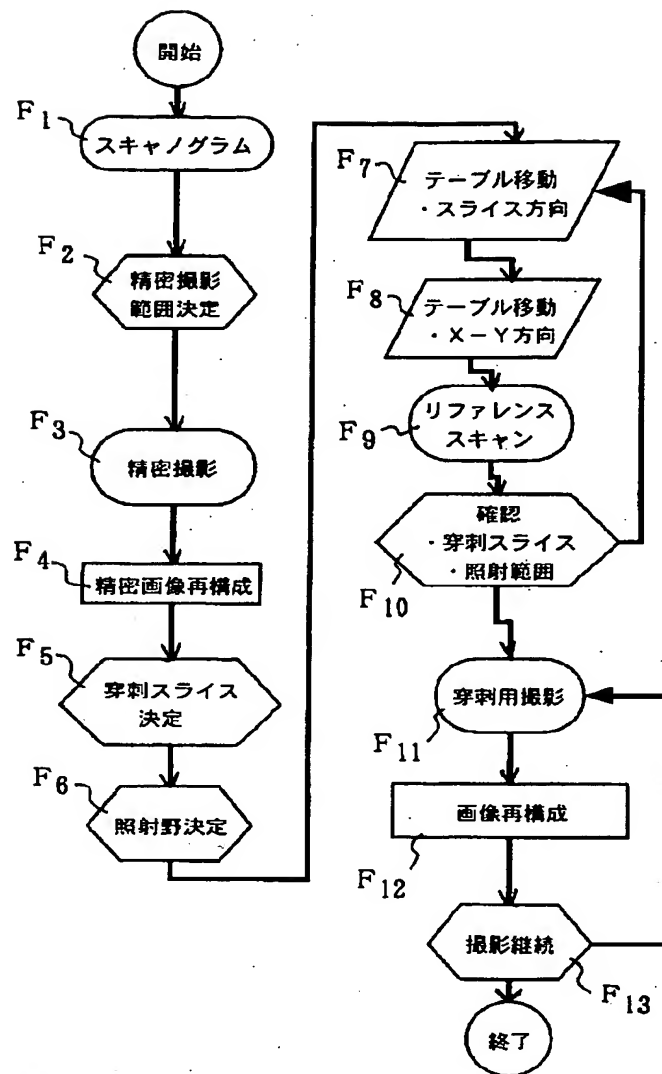 開始
F1
スキャノグラム
F2
精密撮影
範囲決定
F3
精密撮影
F4
精密画像再構成
F5
穿刺スライス
決定
F6
照射野決定
F7
テーブル移動
・スライス方向
F8
テーブル移動
・X－Y方向
F9
リファレンス
スキャン
F10
確認
・穿刺スライス
・照射範囲
F11
穿刺用撮影
F12
画像再構成
F13
撮影継続
終了